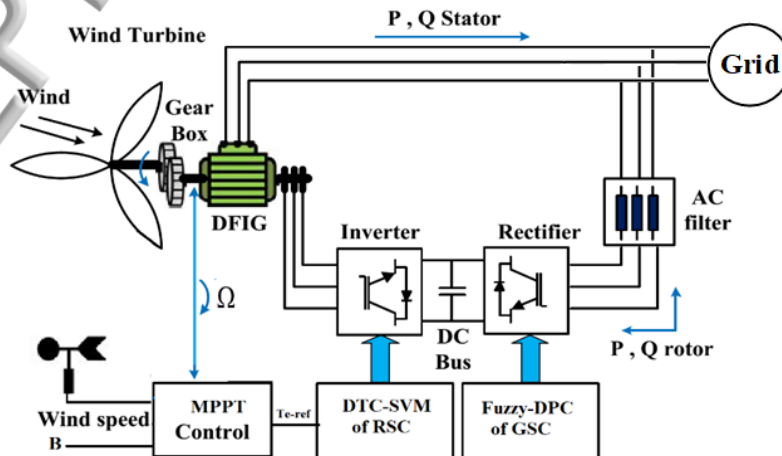 P , Q Stator
Wind Turbine
Grid
Wind
Gear
Box
DFIG
AC
filter
Inverter
Rectifier
Ω
DC
Bus
P , Q rotor
Wind speed
B
MPPT
Control
Te-ref
DTC-SVM
of RSC
Fuzzy-DPC
of GSC